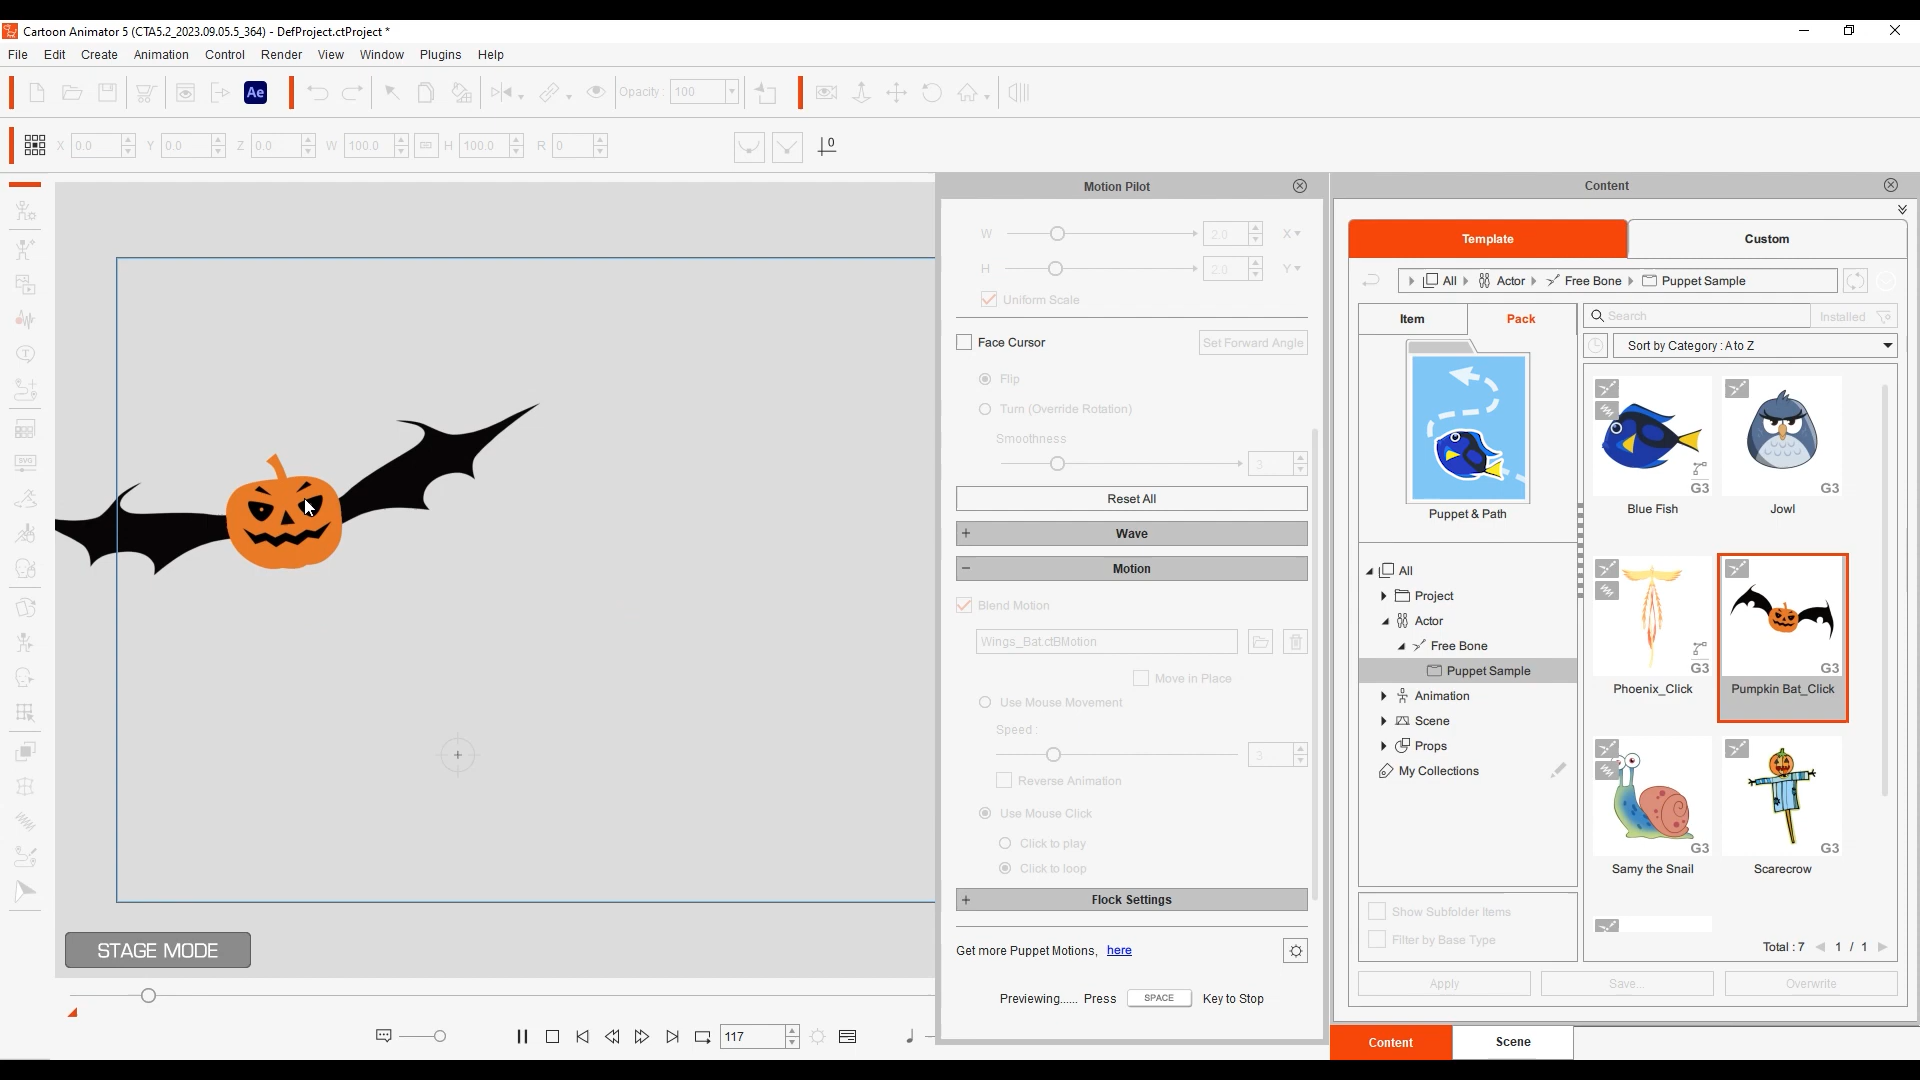 Cartoon Animator 5 (CTA5.2_2023.09.05.5_364) - DefProject.ctProject *
File Edit Create Animation Control Render View Window Plugins Help
Ae Opacity: 100
X 0.0 Y 0.0 Z 0.0 W 100.0 H 100.0 R 0 0
Motion Pilot
W 2.0 X
H 2.0 Y
Uniform Scale
Face Cursor Set Forward Angle
Flip
Turn (Override Rotation)
Smoothness
3
Reset All
+ Wave
- Motion
Blend Motion
Wings_Bat.ctBMotion
Move in Place
Use Mouse Movement
Speed :
3
Reverse Animation
Use Mouse Click
Click to play
Click to loop
+ Flock Settings
Get more Puppet Motions, here
Previewing...... Press SPACE Key to Stop
STAGE MODE
117
Content
Template Custom
All Actor Free Bone Puppet Sample
Item Pack
Search Installed
Sort by Category : A to Z
Puppet & Path
All
Project
Actor
Free Bone
Puppet Sample
Animation
Scene
Props
My Collections
Show Subfolder Items
Filter by Base Type
G3 G3
Blue Fish Jowl
G3 G3
Phoenix_Click Pumpkin Bat_Click
G3 G3
Samy the Snail Scarecrow
SVG
Total : 7 1 / 1
Apply Save... Overwrite
Content Scene